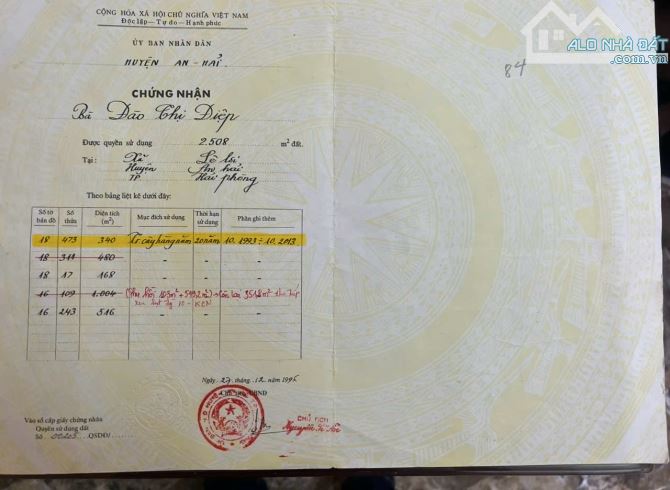 CỘNG HÒA XÃ HỘI CHỦ NGHĨA VIỆT NAM
Độc lập - Tự do - Hạnh phúc
ALO NHÀ ĐẤT
.com.vn
ỦY BAN NHÂN DÂN
HUYỆN AN-HẢI
84
CHỨNG NHẬN
Bà Đào Thị Diệp
Được quyền sử dụng 2.508 m² đất.
Tại: Xã Lê lợi
Huyện An hải
TP Hải phòng
Theo bảng liệt kê dưới đây:
Số tờ bản đồ Số thửa Diện tích (m²) Mục đích sử dụng Thời hạn sử dụng Phần ghi thêm
18 473 340 Tr. cây hàng năm 20 năm 10.1993 ÷ 10.2013
18 311 480 - - -
18 17 168 - - -
16 109 1.004
16 243 516 - - -
Ngày 27 tháng 12 năm 1995
UBND
CHỦ TỊCH
Vào sổ cấp giấy chứng nhận
Quyền sử dụng đất
Số QSDĐ/